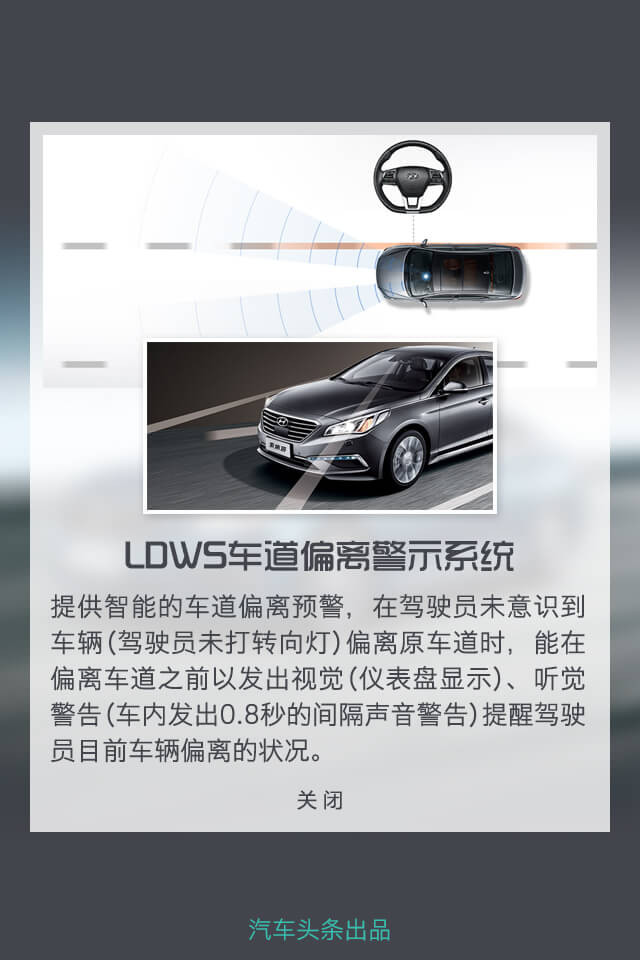 LDWS车道偏离警示系统
提供智能的车道偏离预警，在驾驶员未意识到
车辆(驾驶员未打转向灯)偏离原车道时，能在
偏离车道之前以发出视觉(仪表盘显示)、听觉
警告(车内发出0.8秒的间隔声音警告)提醒驾驶
员目前车辆偏离的状况。
关闭
汽车头条出品